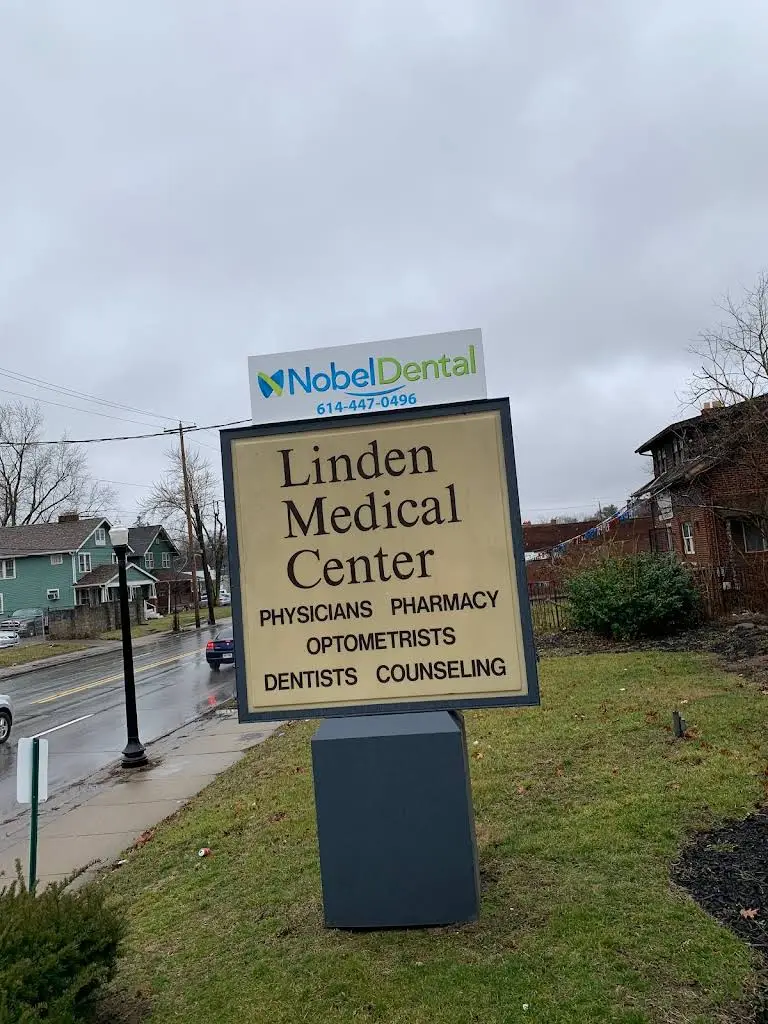 NobelDental
614-447-0496
Linden
Medical
Center
PHYSICIANS PHARMACY
OPTOMETRISTS
DENTISTS COUNSELING